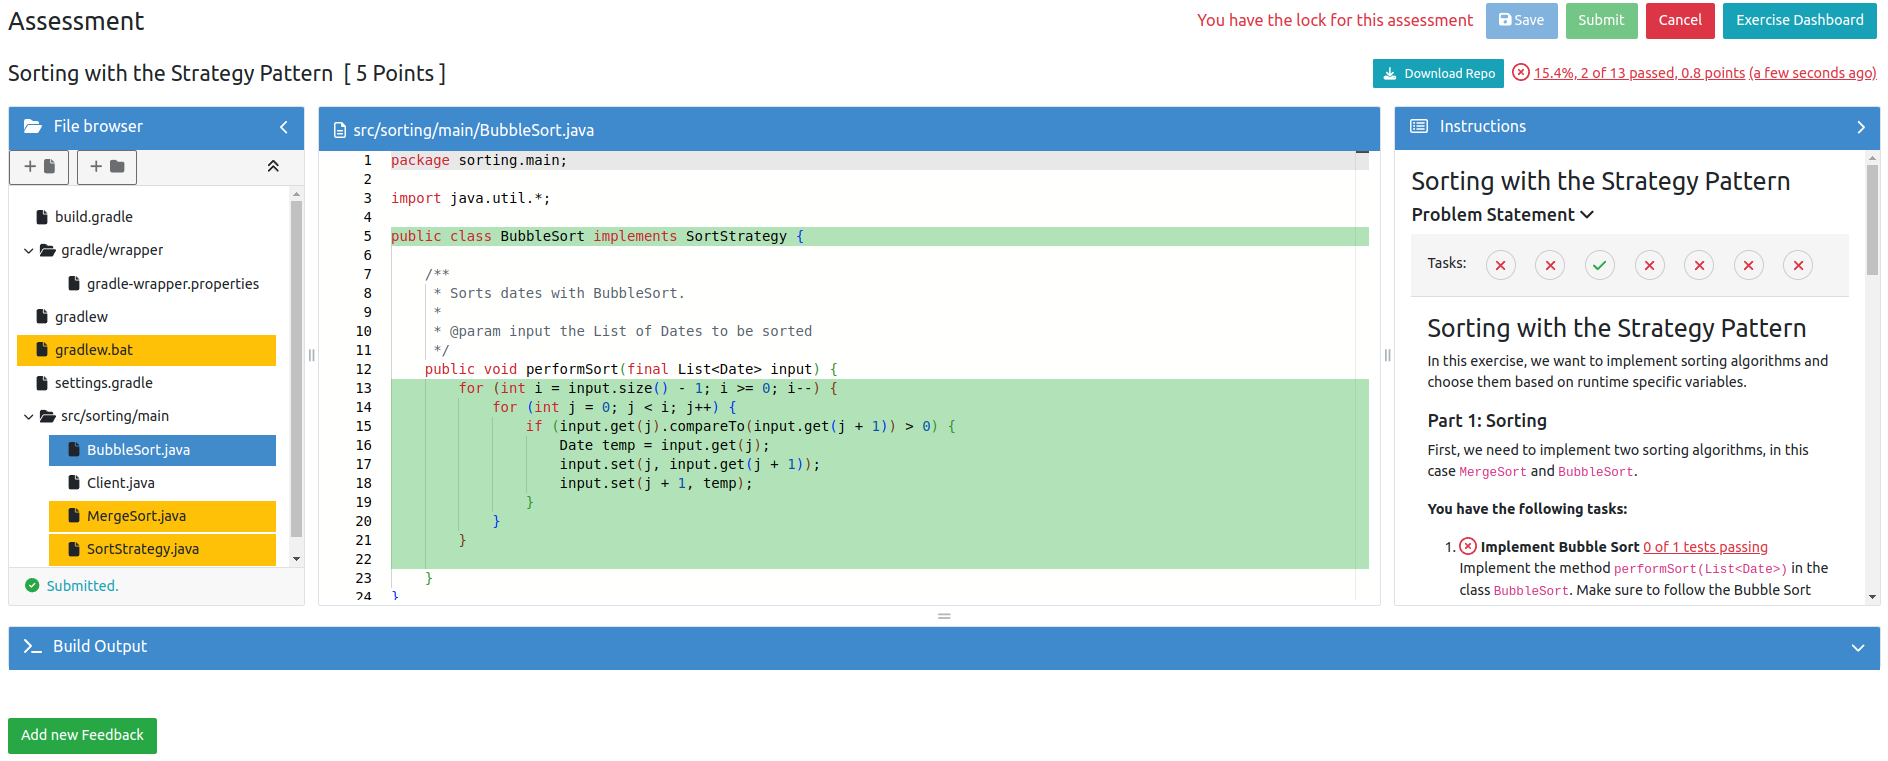 Assessment
You have the lock for this assessment
Save
Submit
Cancel
Exercise Dashboard
Sorting with the Strategy Pattern [ 5 Points ]
Download Repo
15.4%, 2 of 13 passed, 0.8 points (a few seconds ago)
File browser
build.gradle
gradle/wrapper
gradle-wrapper.properties
gradlew
gradlew.bat
settings.gradle
src/sorting/main
BubbleSort.java
Client.java
MergeSort.java
SortStrategy.java
Submitted.
src/sorting/main/BubbleSort.java
1 package sorting.main;
2
3 import java.util.*;
4
5 public class BubbleSort implements SortStrategy {
6
7 /**
8 * Sorts dates with BubbleSort.
9 *
10 * @param input the List of Dates to be sorted
11 */
12 public void performSort(final List<Date> input) {
13 for (int i = input.size() - 1; i >= 0; i--) {
14 for (int j = 0; j < i; j++) {
15 if (input.get(j).compareTo(input.get(j + 1)) > 0) {
16 Date temp = input.get(j);
17 input.set(j, input.get(j + 1));
18 input.set(j + 1, temp);
19 }
20 }
21 }
22
23 }
24 }
Instructions
Sorting with the Strategy Pattern
Problem Statement
Tasks:
Sorting with the Strategy Pattern
In this exercise, we want to implement sorting algorithms and
choose them based on runtime specific variables.
Part 1: Sorting
First, we need to implement two sorting algorithms, in this
case MergeSort and BubbleSort.
You have the following tasks:
1. Implement Bubble Sort 0 of 1 tests passing
Implement the method performSort(List<Date>) in the
class BubbleSort. Make sure to follow the Bubble Sort
Build Output
Add new Feedback